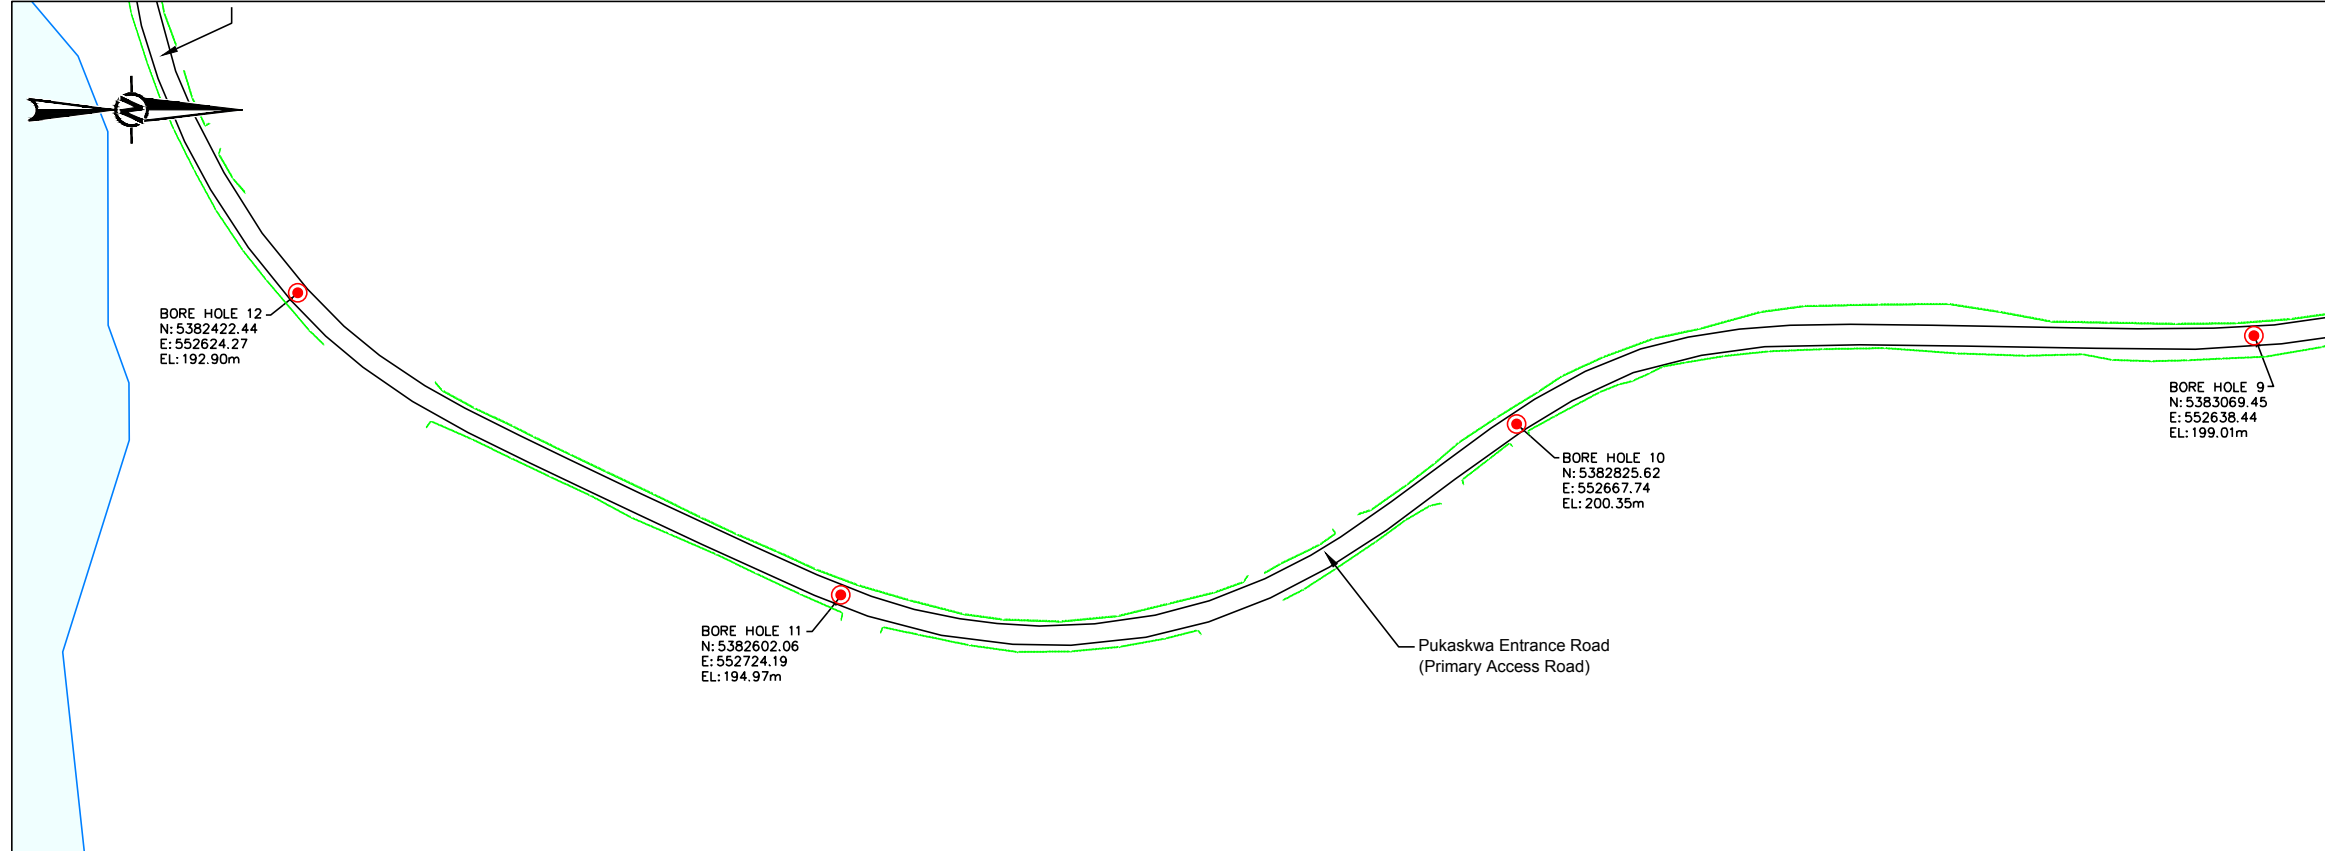 N
BORE HOLE 12
N: 5382422.44
E: 552624.27
EL: 192.90m
BORE HOLE 9
N: 5383069.45
E: 552638.44
EL: 199.01m
BORE HOLE 10
N: 5382825.62
E: 552667.74
EL: 200.35m
BORE HOLE 11
N: 5382602.06
E: 552724.19
EL: 194.97m
Pukaskwa Entrance Road
(Primary Access Road)